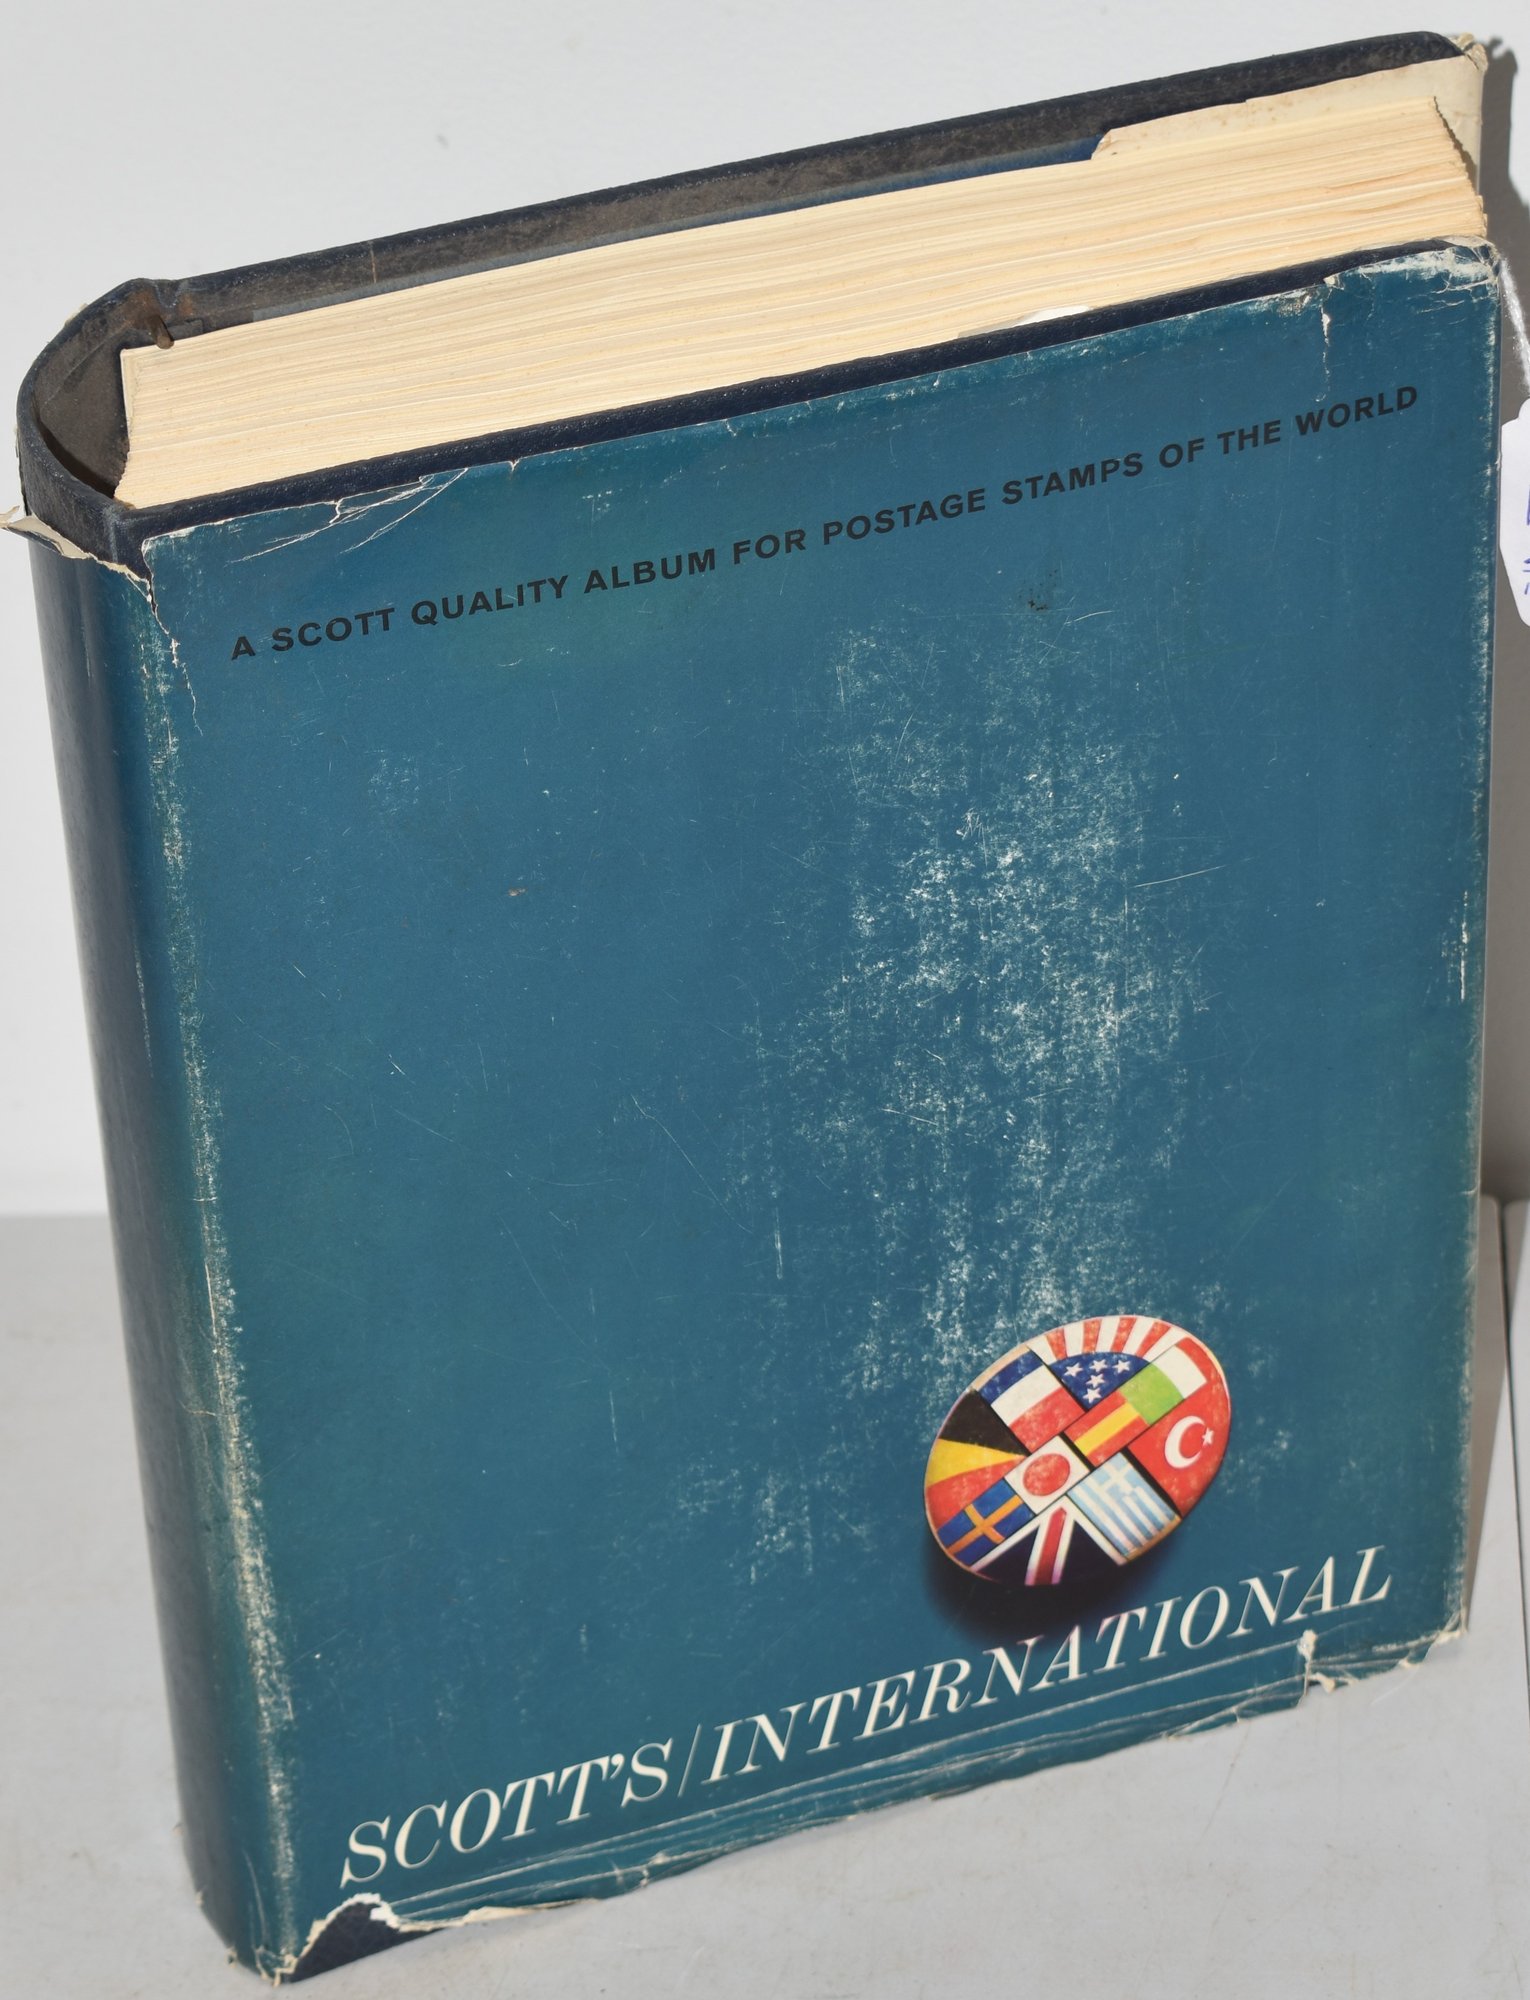 A SCOTT QUALITY ALBUM FOR POSTAGE STAMPS OF THE WORLD
SCOTT'S/INTERNATIONAL